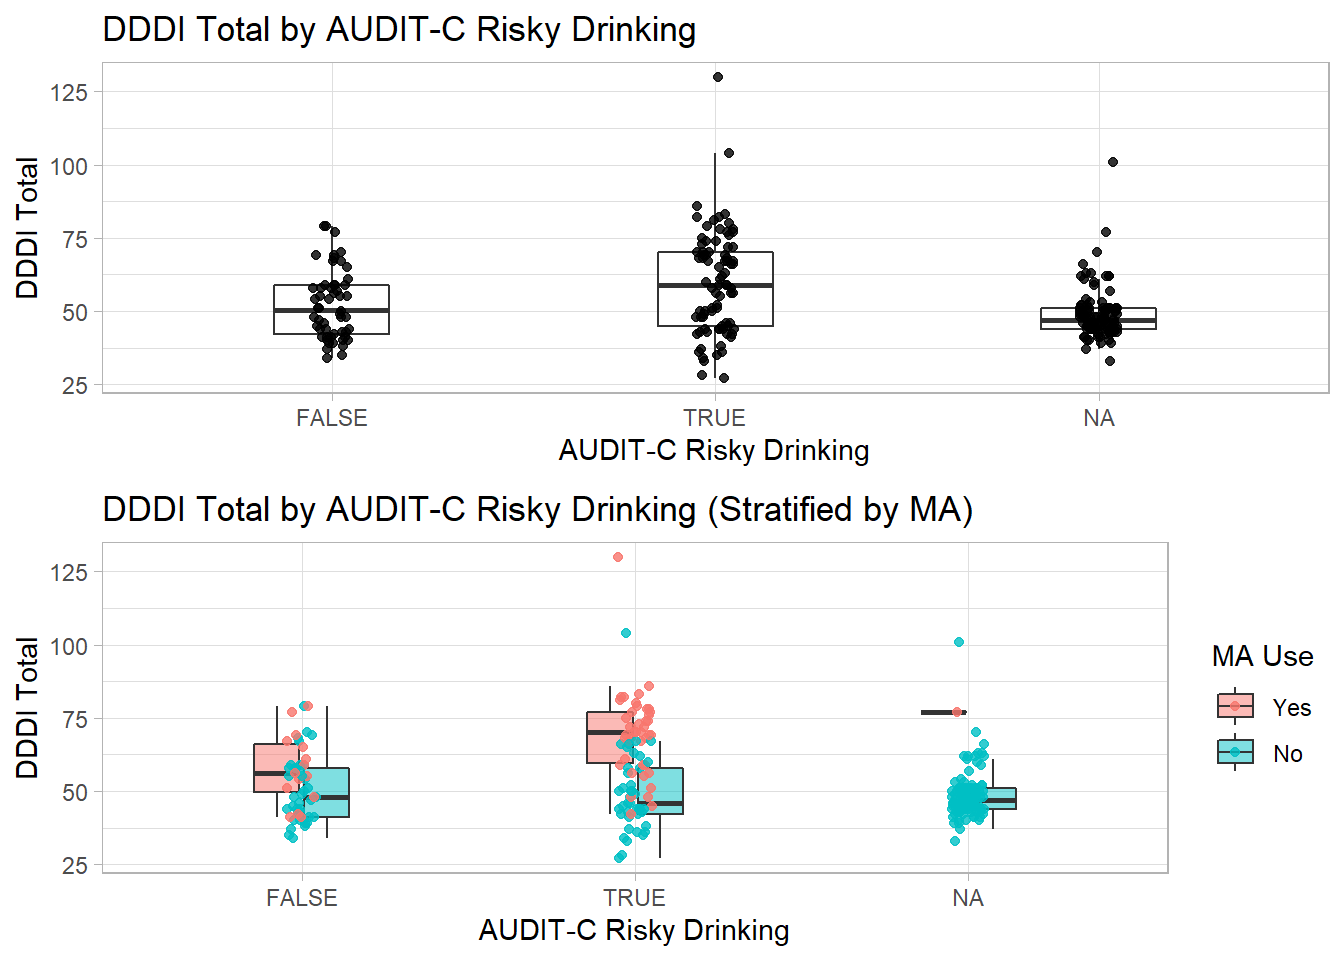 DDDI Total by AUDIT-C Risky Drinking
125
100
75
50
25
DDDI Total
FALSE
TRUE
NA
AUDIT-C Risky Drinking
DDDI Total by AUDIT-C Risky Drinking (Stratified by MA)
125
100
75
50
25
DDDI Total
FALSE
TRUE
NA
AUDIT-C Risky Drinking
MA Use
Yes
No